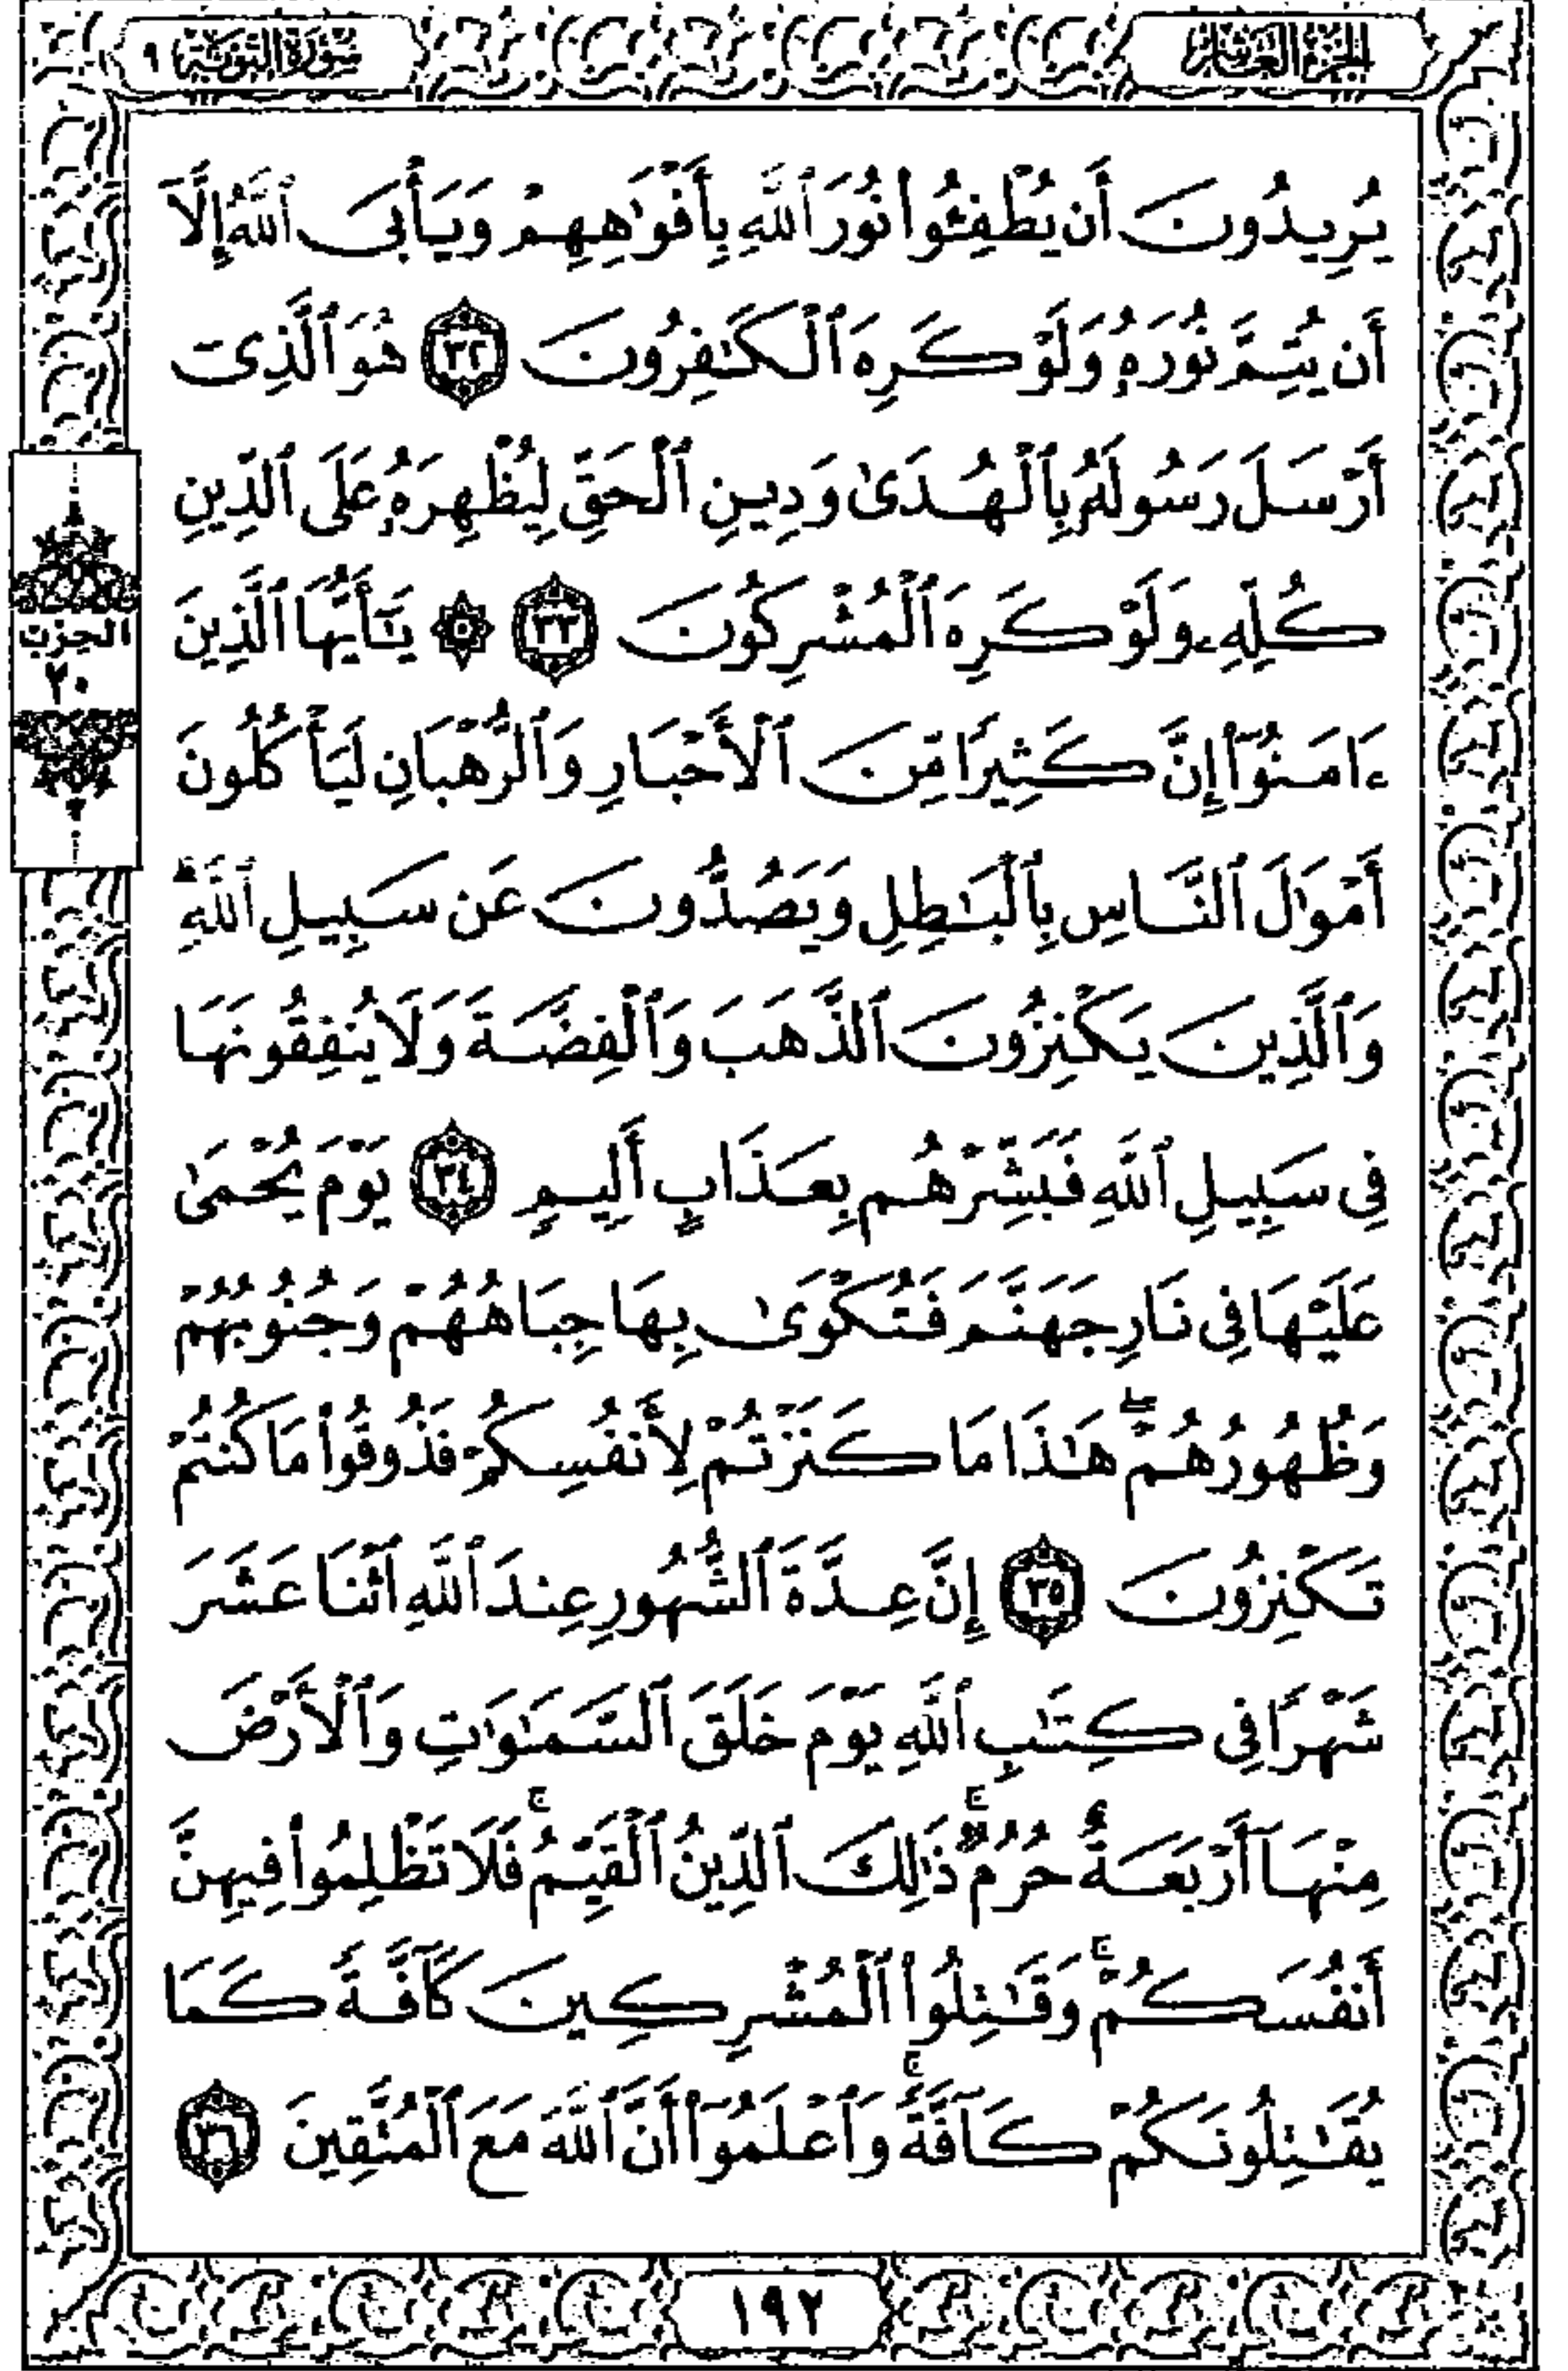 الجزء العاشر
سورة التوبة ٩
يُرِيدُونَ أَن يُطْفِـُٔوا۟ نُورَ ٱللَّهِ بِأَفْوَٰهِهِمْ وَيَأْبَى ٱللَّهُ إِلَّآ
أَن يُتِمَّ نُورَهُۥ وَلَوْ كَرِهَ ٱلْكَٰفِرُونَ ٣٢ هُوَ ٱلَّذِىٓ
أَرْسَلَ رَسُولَهُۥ بِٱلْهُدَىٰ وَدِينِ ٱلْحَقِّ لِيُظْهِرَهُۥ عَلَى ٱلدِّينِ
كُلِّهِۦ وَلَوْ كَرِهَ ٱلْمُشْرِكُونَ ٣٣ ۞ يَٰٓأَيُّهَا ٱلَّذِينَ
ءَامَنُوٓا۟ إِنَّ كَثِيرًا مِّنَ ٱلْأَحْبَارِ وَٱلرُّهْبَانِ لَيَأْكُلُونَ
أَمْوَٰلَ ٱلنَّاسِ بِٱلْبَٰطِلِ وَيَصُدُّونَ عَن سَبِيلِ ٱللَّهِ ۗ
وَٱلَّذِينَ يَكْنِزُونَ ٱلذَّهَبَ وَٱلْفِضَّةَ وَلَا يُنفِقُونَهَا
فِى سَبِيلِ ٱللَّهِ فَبَشِّرْهُم بِعَذَابٍ أَلِيمٍ ٣٤ يَوْمَ يُحْمَىٰ
عَلَيْهَا فِى نَارِ جَهَنَّمَ فَتُكْوَىٰ بِهَا جِبَاهُهُمْ وَجُنُوبُهُمْ
وَظُهُورُهُمْ ۖ هَٰذَا مَا كَنَزْتُمْ لِأَنفُسِكُمْ فَذُوقُوا۟ مَا كُنتُمْ
تَكْنِزُونَ ٣٥ إِنَّ عِدَّةَ ٱلشُّهُورِ عِندَ ٱللَّهِ ٱثْنَا عَشَرَ
شَهْرًا فِى كِتَٰبِ ٱللَّهِ يَوْمَ خَلَقَ ٱلسَّمَٰوَٰتِ وَٱلْأَرْضَ
مِنْهَآ أَرْبَعَةٌ حُرُمٌ ۚ ذَٰلِكَ ٱلدِّينُ ٱلْقَيِّمُ ۚ فَلَا تَظْلِمُوا۟ فِيهِنَّ
أَنفُسَكُمْ ۚ وَقَٰتِلُوا۟ ٱلْمُشْرِكِينَ كَآفَّةً كَمَا
يُقَٰتِلُونَكُمْ كَآفَّةً ۚ وَٱعْلَمُوٓا۟ أَنَّ ٱللَّهَ مَعَ ٱلْمُتَّقِينَ ٣٦
الحزب
٢٠
١٩٢